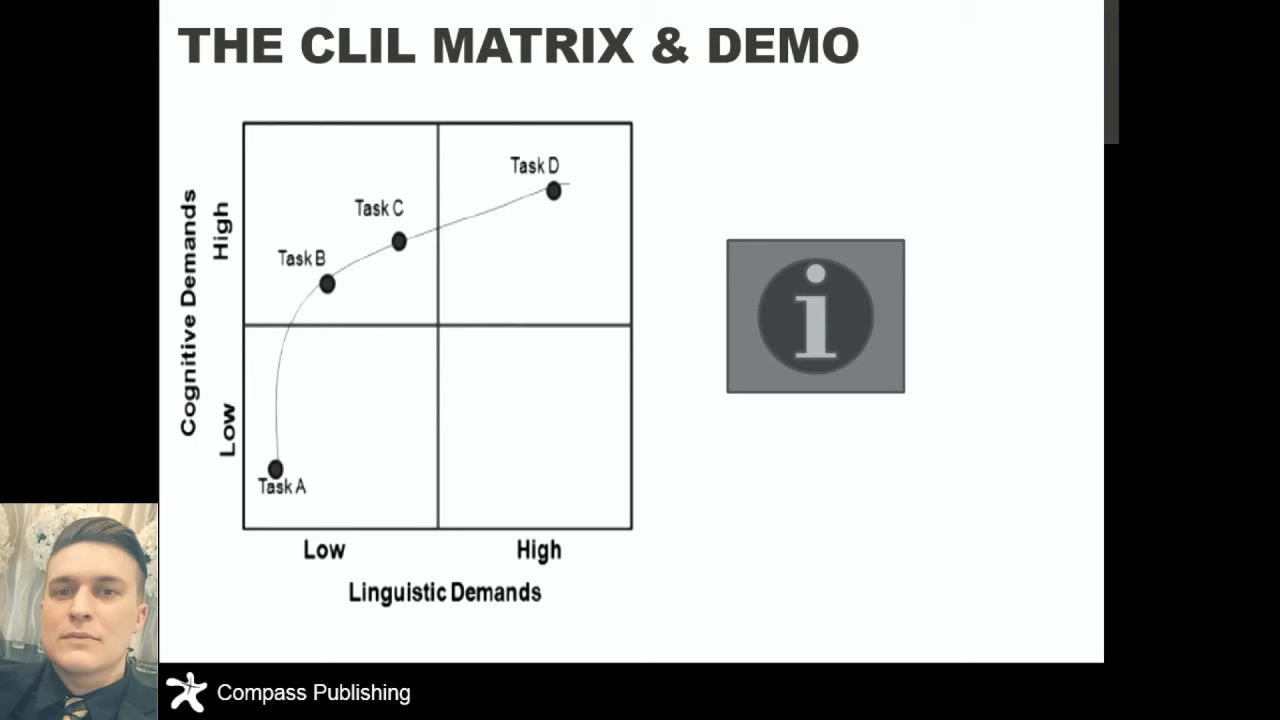 THE CLIL MATRIX & DEMO
Task D
Task C
Task B
Task A
Cognitive Demands
High
Low
Low
High
Linguistic Demands
i
Compass Publishing